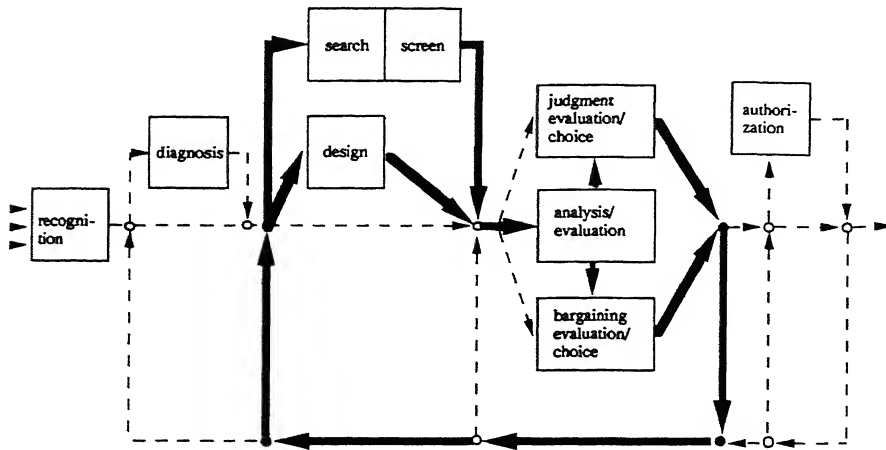 search
screen
judgment
evaluation/
choice
authori-
zation
diagnosis
design
recogni-
tion
analysis/
evaluation
bargaining
evaluation/
choice